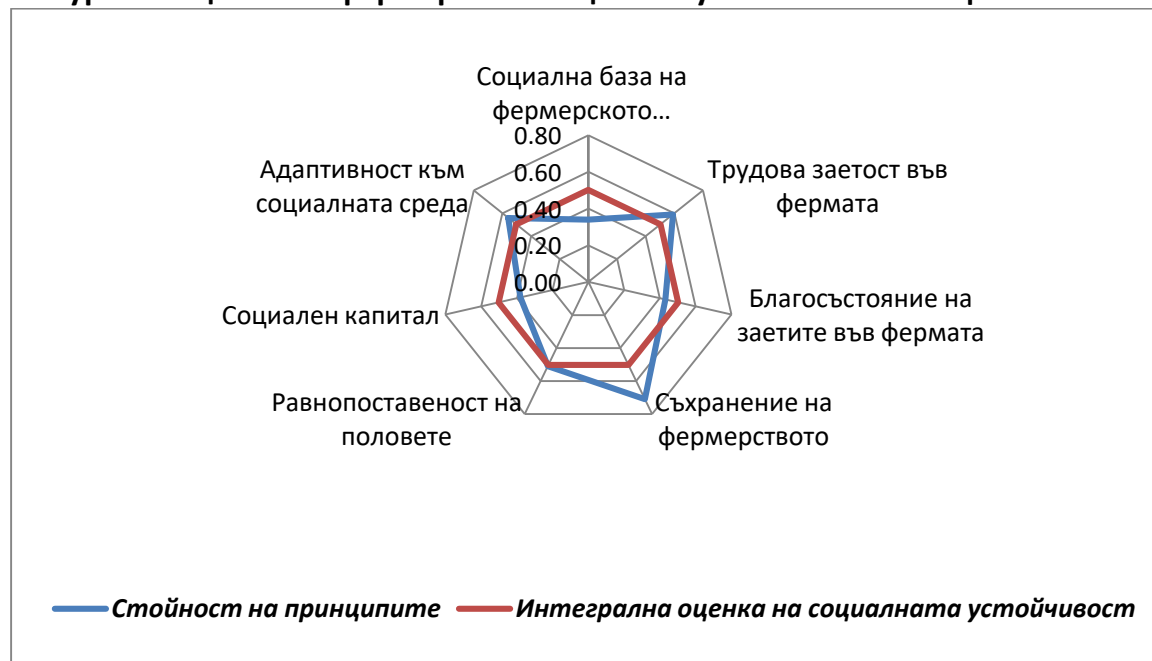 Социална база на
фермерското...
0.80
0.60
0.40
0.20
0.00
Трудова заетост във
фермата
Благосъстояние на
заетите във фермата
Съхранение на
фермерството
Равнопоставеност на
половете
Социален капитал
Адаптивност към
социалната среда
Стойност на принципите
Интегрална оценка на социалната устойчивост